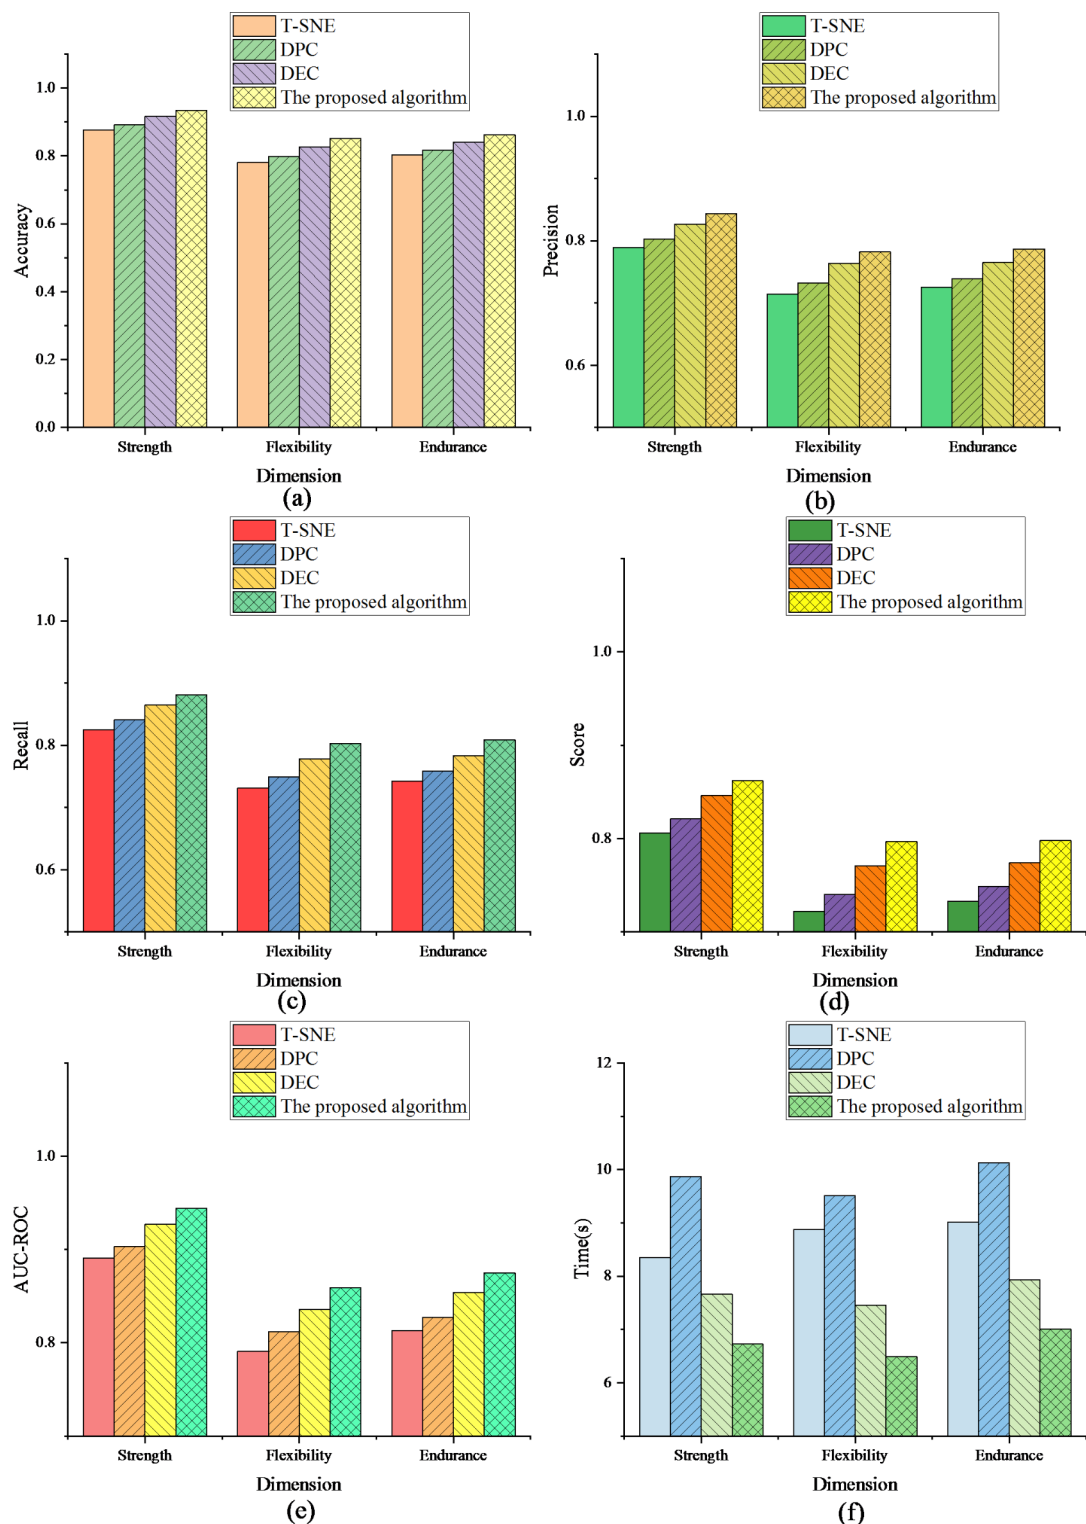 T-SNE
DPC
DEC
The proposed algorithm
1.0
0.8
0.6
0.4
0.2
0.0
Accuracy
Strength
Flexibility
Endurance
Dimension
(a)
T-SNE
DPC
DEC
The proposed algorithm
1.0
0.8
0.6
Precision
Strength
Flexibility
Endurance
Dimension
(b)
T-SNE
DPC
DEC
The proposed algorithm
1.0
0.8
0.6
Recall
Strength
Flexibility
Endurance
Dimension
(c)
T-SNE
DPC
DEC
The proposed algorithm
1.0
0.8
Score
Strength
Flexibility
Endurance
Dimension
(d)
T-SNE
DPC
DEC
The proposed algorithm
1.0
0.8
AUC-ROC
Strength
Flexibility
Endurance
Dimension
(e)
T-SNE
DPC
DEC
The proposed algorithm
12
10
8
6
Time(s)
Strength
Flexibility
Endurance
Dimension
(f)